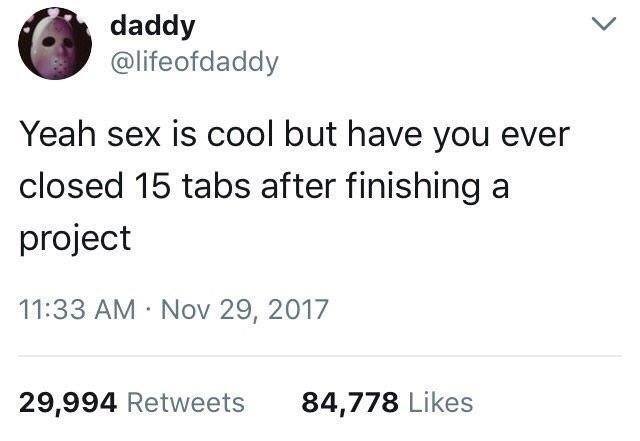 daddy
@lifeofdaddy
Yeah sex is cool but have you ever
closed 15 tabs after finishing a
project
11:33 AM · Nov 29, 2017
29,994 Retweets 84,778 Likes